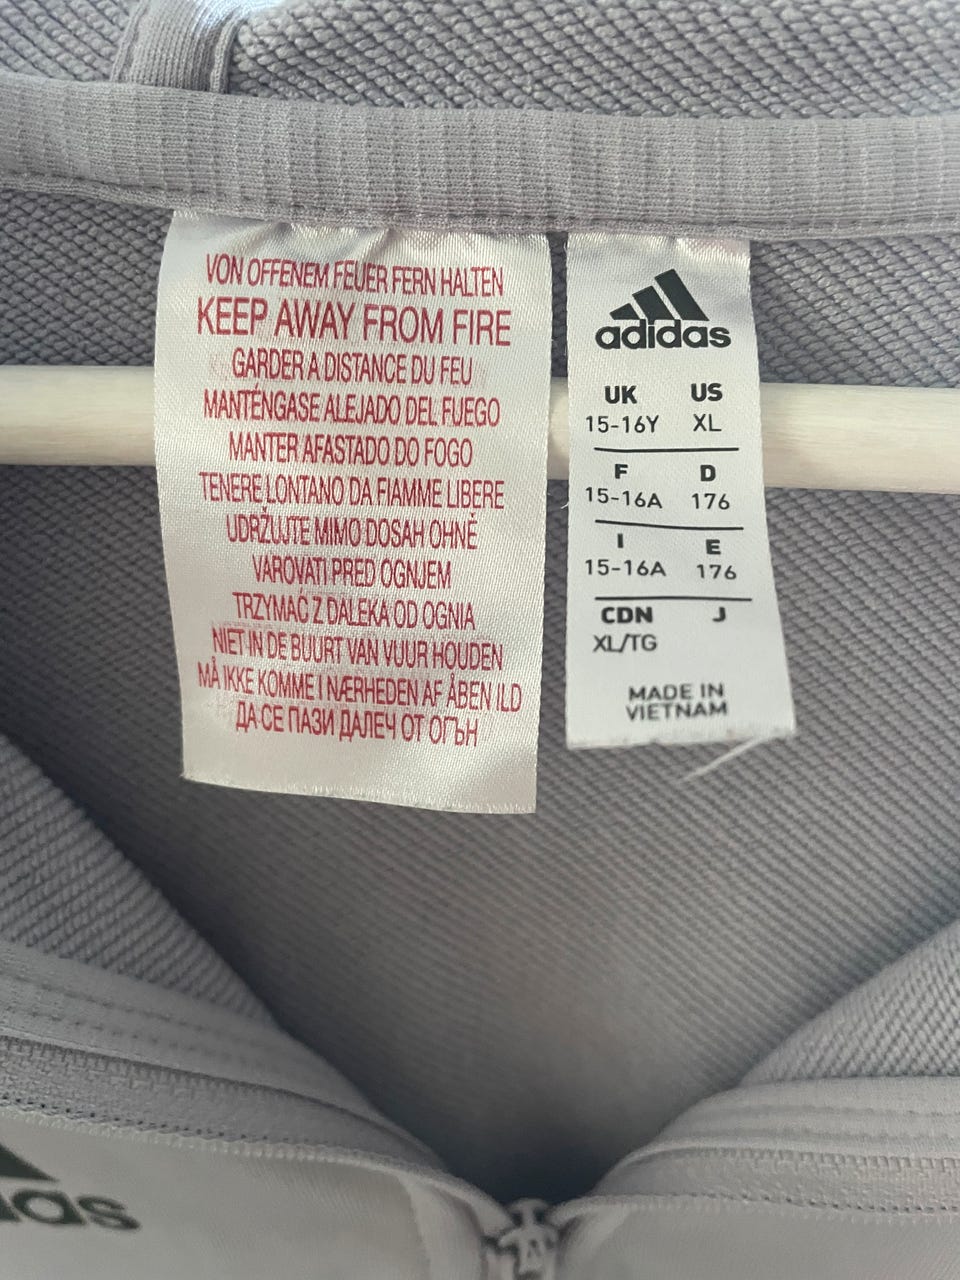 VON OFFENEM FEUER FERN HALTEN
KEEP AWAY FROM FIRE
GARDER A DISTANCE DU FEU
MANTÉNGASE ALEJADO DEL FUEGO
MANTER AFASTADO DO FOGO
TENERE LONTANO DA FIAMME LIBERE
UDRŽUJTE MIMO DOSAH OHNĚ
VAROVATI PRED OGNJEM
TRZYMAĆ Z DALEKA OD OGNIA
NIET IN DE BUURT VAN VUUR HOUDEN
MÅ IKKE KOMME I NÆRHEDEN AF ÅBEN ILD
ДА СЕ ПАЗИ ДАЛЕЧ ОТ ОГЪН
adidas
UK US
15-16Y XL
F D
15-16A 176
I E
15-16A 176
CDN J
XL/TG
MADE IN
VIETNAM
das